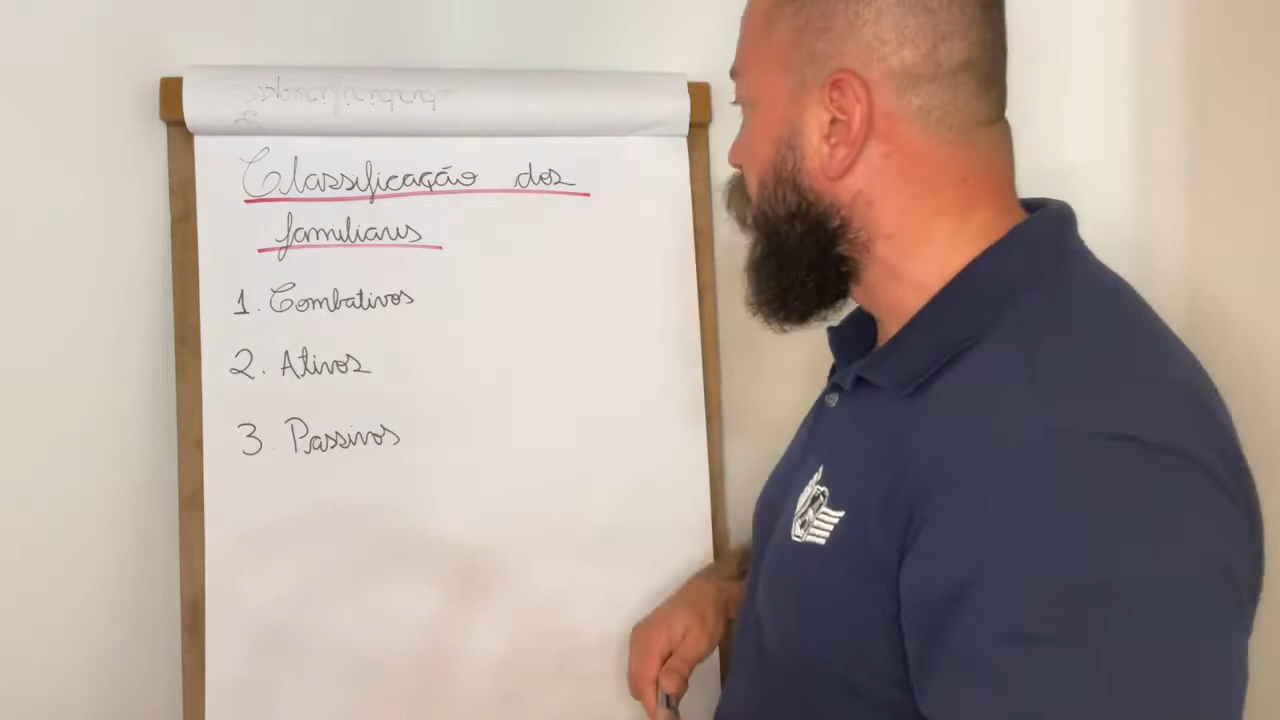 Classificação dos
familiares
1. Combativos
2. Ativos
3. Passivos